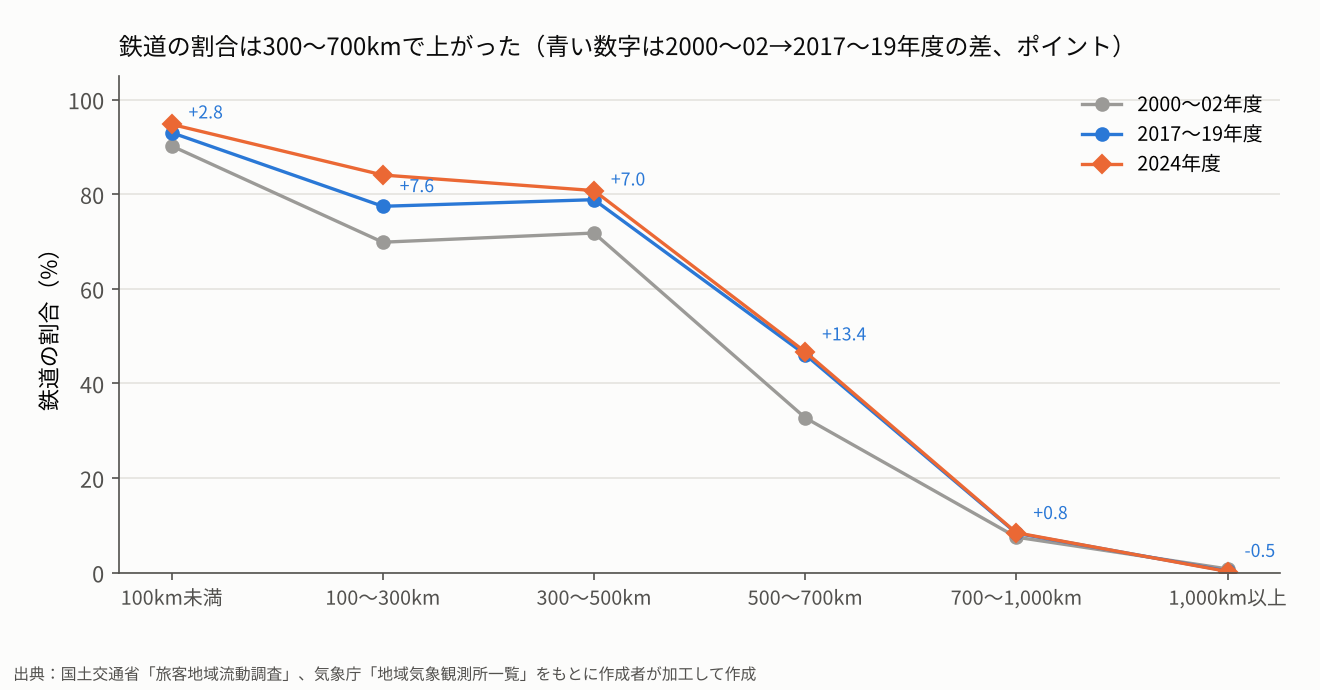 鉄道の割合は300〜700kmで上がった（青い数字は2000〜02→2017〜19年度の差、ポイント）
鉄道の割合（%）
100
80
60
40
20
0
+2.8
+7.6
+7.0
+13.4
+0.8
-0.5
2000〜02年度
2017〜19年度
2024年度
100km未満
100〜300km
300〜500km
500〜700km
700〜1,000km
1,000km以上
出典：国土交通省「旅客地域流動調査」、気象庁「地域気象観測所一覧」をもとに作成者が加工して作成